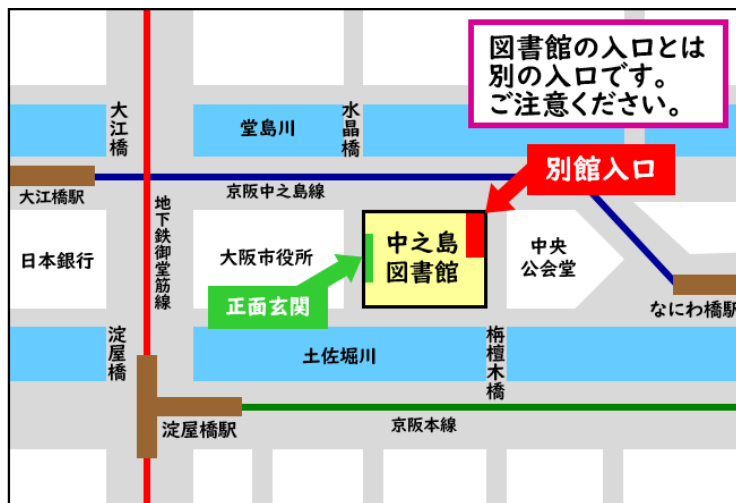 図書館の入口とは
別の入口です。
ご注意ください。
大江橋
堂島川
水晶橋
別館入口
大江橋駅
京阪中之島線
地下鉄御堂筋線
日本銀行
大阪市役所
中之島
図書館
中央
公会堂
正面玄関
なにわ橋駅
淀屋橋
土佐堀川
栴檀木橋
淀屋橋駅
京阪本線